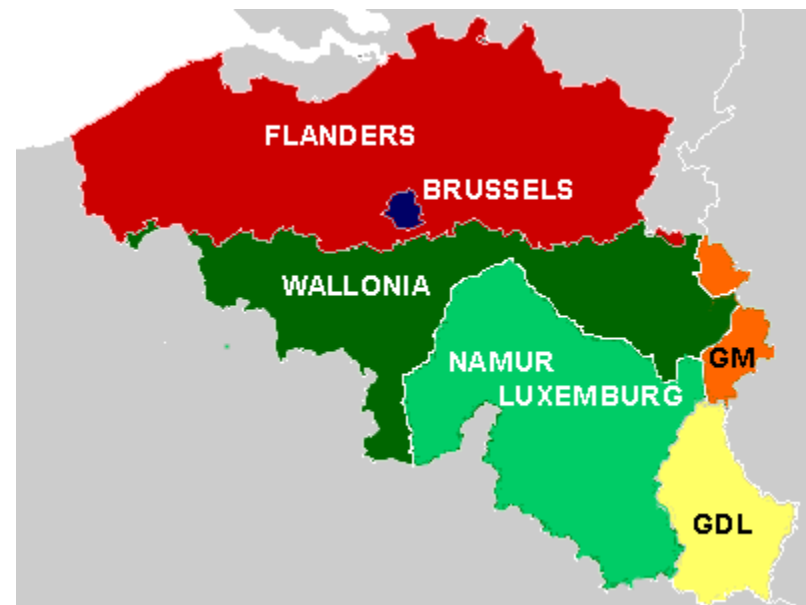 FLANDERS
BRUSSELS
WALLONIA
NAMUR
LUXEMBURG
GM
GDL